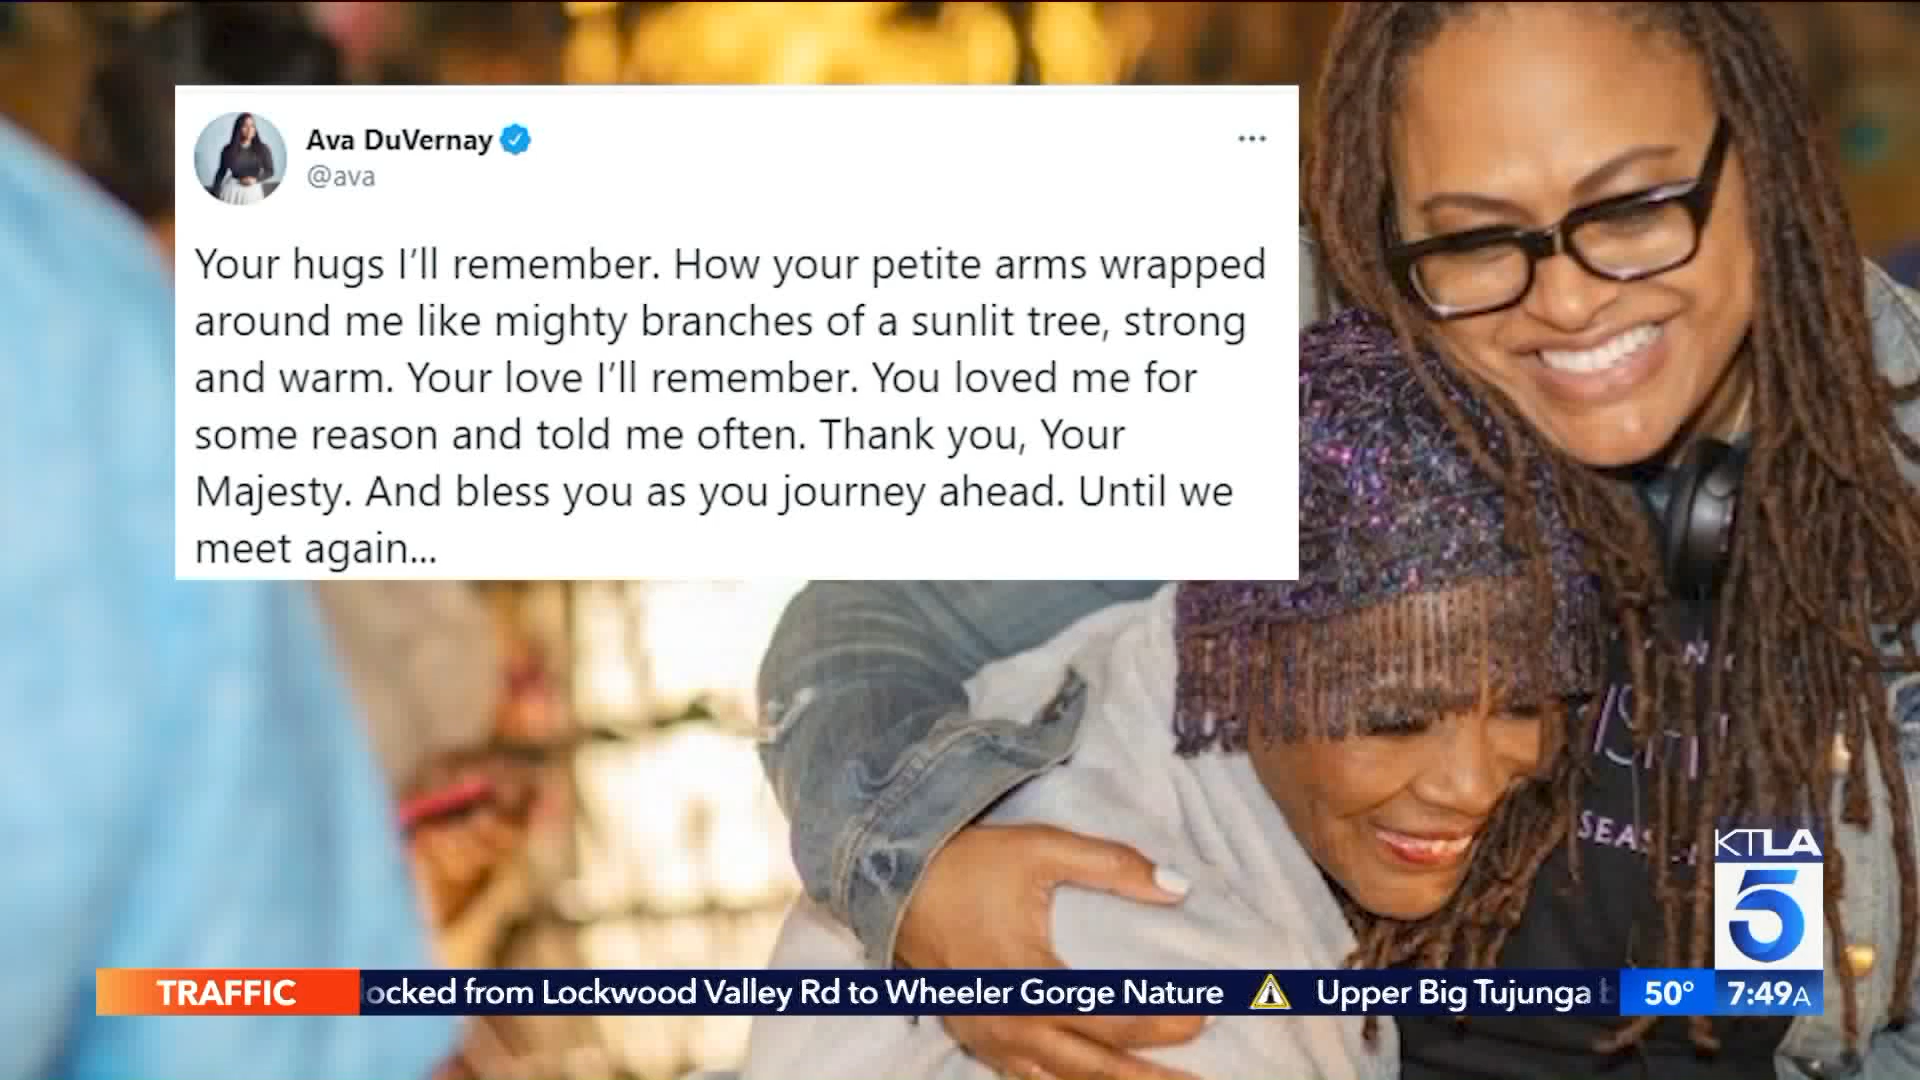 Ava DuVernay
@ava
Your hugs I'll remember. How your petite arms wrapped
around me like mighty branches of a sunlit tree, strong
and warm. Your love I'll remember. You loved me for
some reason and told me often. Thank you, Your
Majesty. And bless you as you journey ahead. Until we
meet again...
SEAS
KTLA
5
TRAFFIC
ocked from Lockwood Valley Rd to Wheeler Gorge Nature
Upper Big Tujunga
50°
7:49A